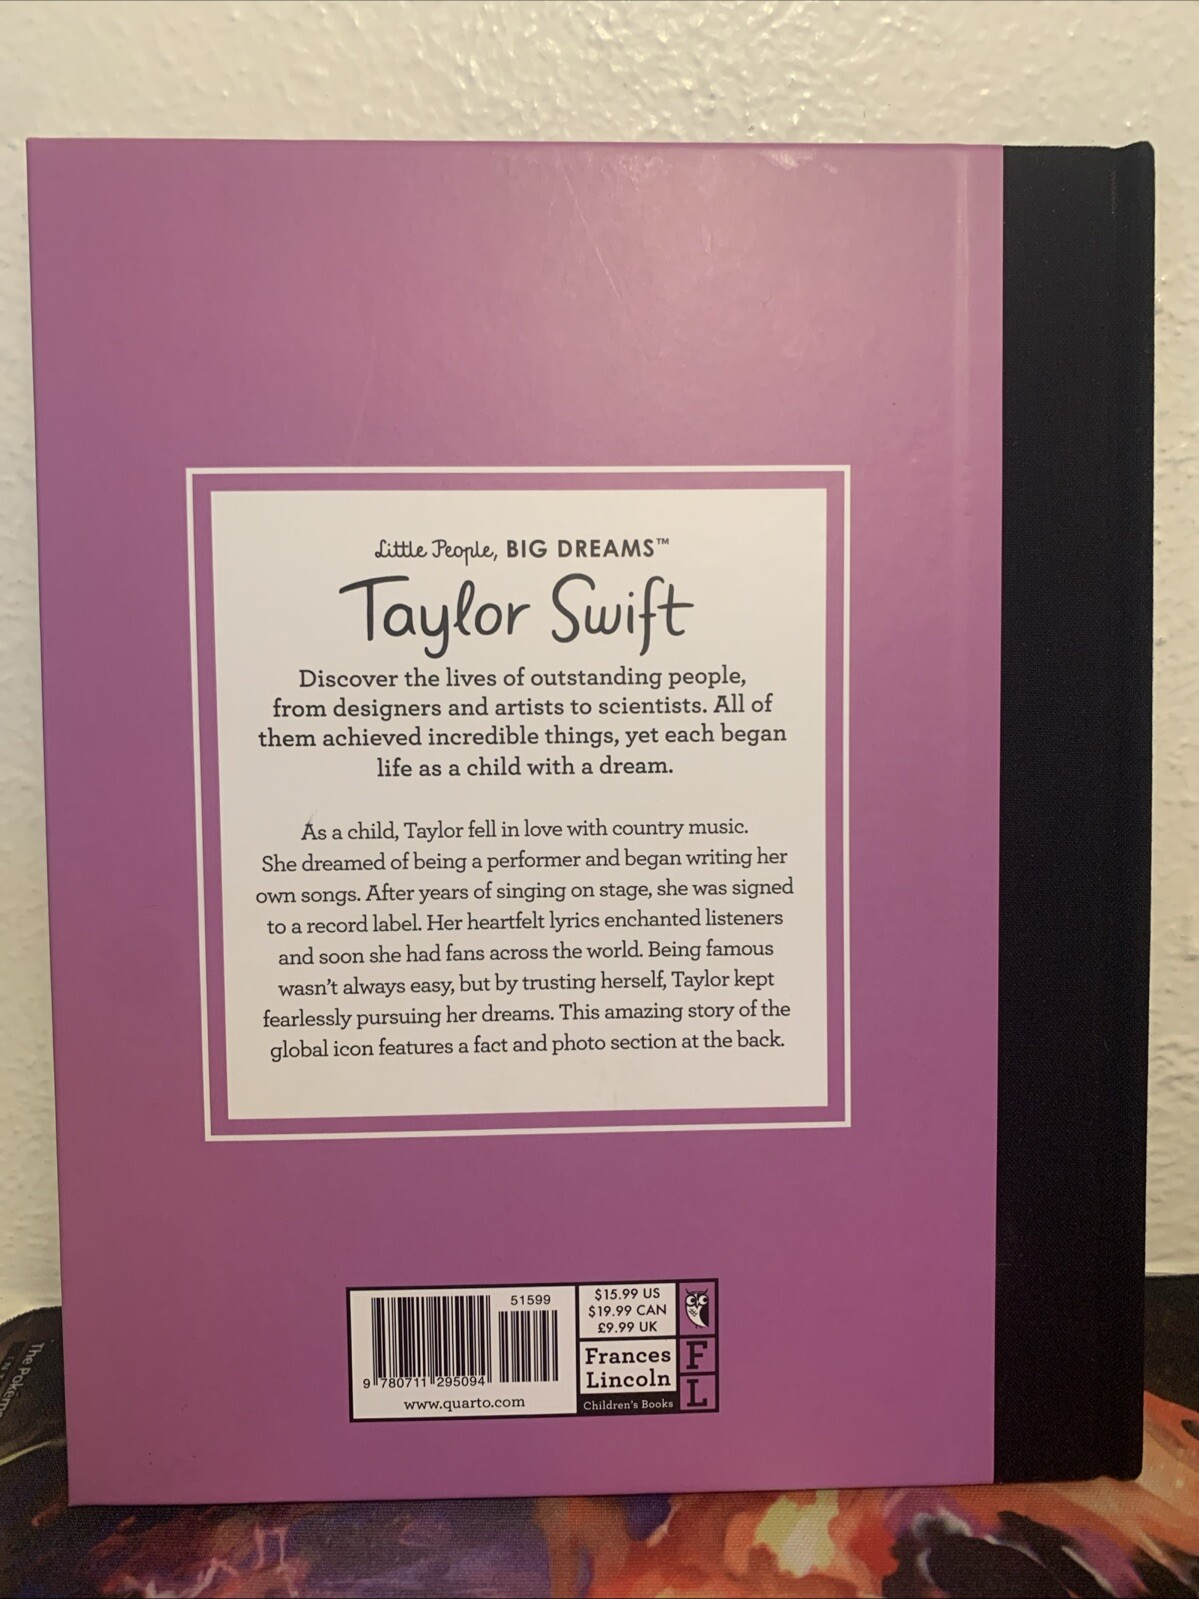 Little People, BIG DREAMS™
Taylor Swift
Discover the lives of outstanding people,
from designers and artists to scientists. All of
them achieved incredible things, yet each began
life as a child with a dream.
As a child, Taylor fell in love with country music.
She dreamed of being a performer and began writing her
own songs. After years of singing on stage, she was signed
to a record label. Her heartfelt lyrics enchanted listeners
and soon she had fans across the world. Being famous
wasn't always easy, but by trusting herself, Taylor kept
fearlessly pursuing her dreams. This amazing story of the
global icon features a fact and photo section at the back.
51599
9 780711 295094
www.quarto.com
$15.99 US
$19.99 CAN
£9.99 UK
Frances
Lincoln
Children's Books
F
L
The